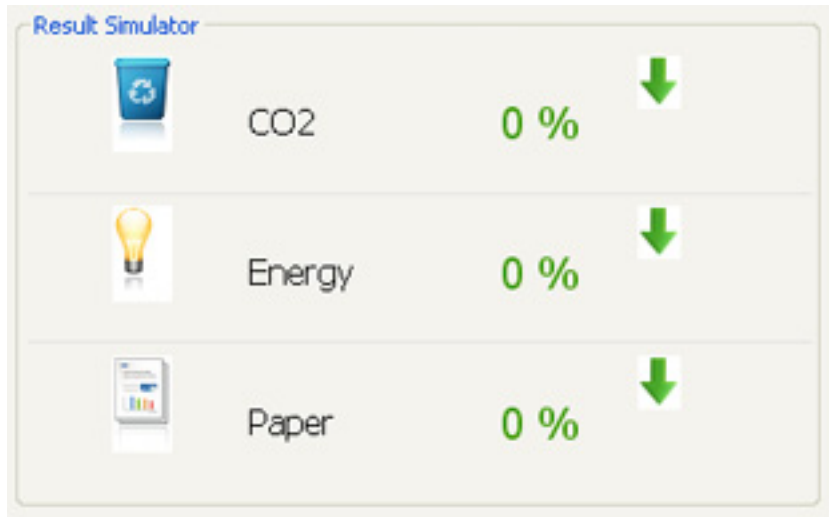 Result Simulator
CO2 0 %
Energy 0 %
Paper 0 %